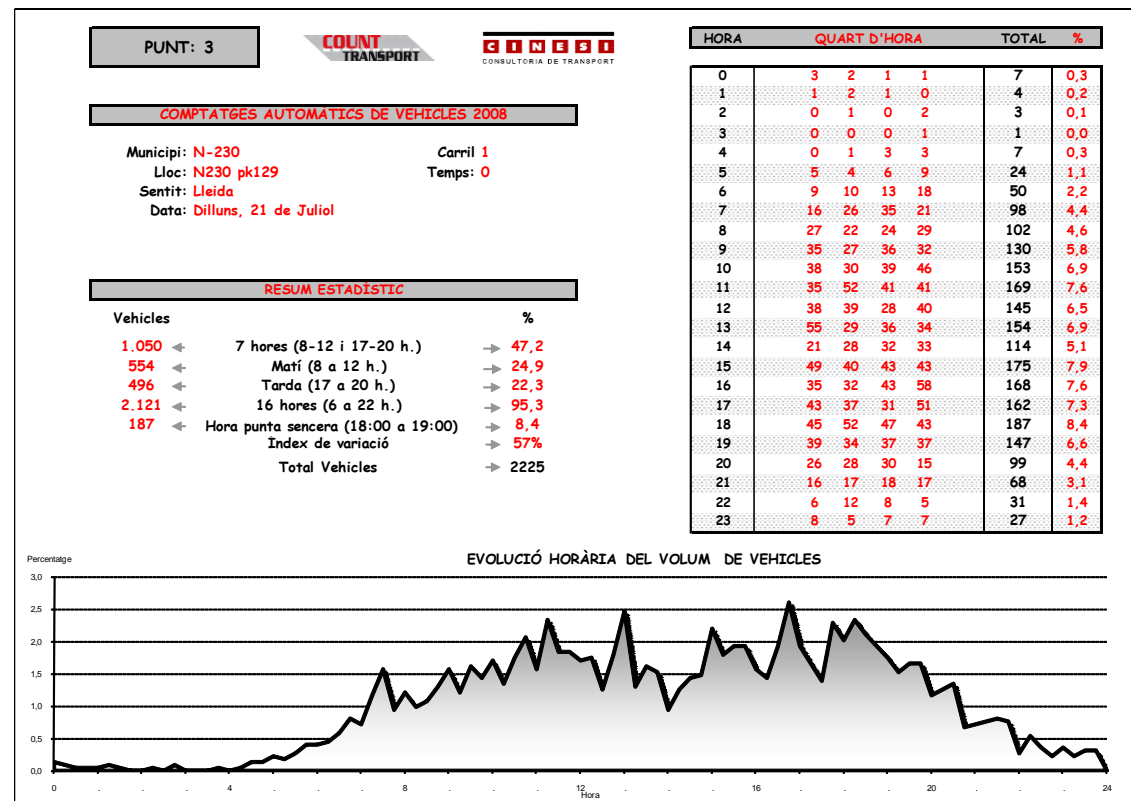 PUNT: 3
COUNT
TRANSPORT
CINESI
CONSULTORIA DE TRANSPORT
COMPTATGES AUTOMÀTICS DE VEHICLES 2008
Municipi: N-230 Carril 1
Lloc: N230 pk129 Temps: 0
Sentit: Lleida
Data: Dilluns, 21 de Juliol
RESUM ESTADÍSTIC
Vehicles %
1.050 7 hores (8-12 i 17-20 h.) 47,2
554 Matí (8 a 12 h.) 24,9
496 Tarda (17 a 20 h.) 22,3
2.121 16 hores (6 a 22 h.) 95,3
187 Hora punta sencera (18:00 a 19:00) 8,4
Índex de variació 57%
Total Vehicles 2225
HORA QUART D'HORA TOTAL %
0 3 2 1 1 7 0,3
1 1 2 1 0 4 0,2
2 0 1 0 2 3 0,1
3 0 0 0 1 1 0,0
4 0 1 3 3 7 0,3
5 5 4 6 9 24 1,1
6 9 10 13 18 50 2,2
7 16 26 35 21 98 4,4
8 27 22 24 29 102 4,6
9 35 27 36 32 130 5,8
10 38 30 39 46 153 6,9
11 35 52 41 41 169 7,6
12 38 39 28 40 145 6,5
13 55 29 36 34 154 6,9
14 21 28 32 33 114 5,1
15 49 40 43 43 175 7,9
16 35 32 43 58 168 7,6
17 43 37 31 51 162 7,3
18 45 52 47 43 187 8,4
19 39 34 37 37 147 6,6
20 26 28 30 15 99 4,4
21 16 17 18 17 68 3,1
22 6 12 8 5 31 1,4
23 8 5 7 7 27 1,2
EVOLUCIÓ HORÀRIA DEL VOLUM DE VEHICLES
Percentatge
3,0
2,5
2,0
1,5
1,0
0,5
0,0
0 . . . 4 . . . 8 . . . 12 . . . 16 . . . 20 . . . 24
Hora